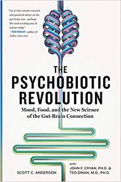 THE
PSYCHOBIOTIC
REVOLUTION
Mood, Food, and the New Science
of the Gut-Brain Connection
SCOTT C. ANDERSON
with
JOHN F. CRYAN, PH.D. &
TED DINAN, M.D., PH.D.